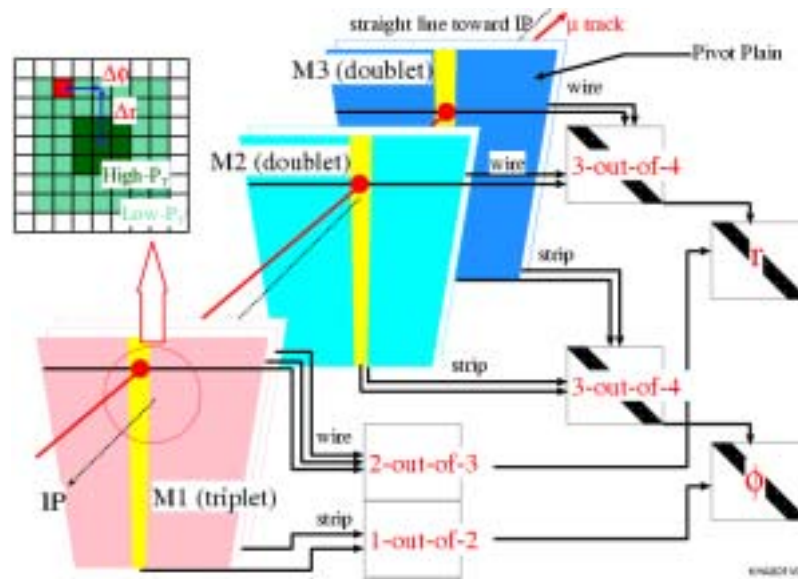 straight line toward IP
μ track
Δφ
M3 (doublet)
Pivot Plain
wire
Δr
3-out-of-4
M2 (doublet)
wire
High-P_T
Low-P_T
r
strip
strip
3-out-of-4
wire
2-out-of-3
φ
IP
M1 (triplet)
strip
1-out-of-2